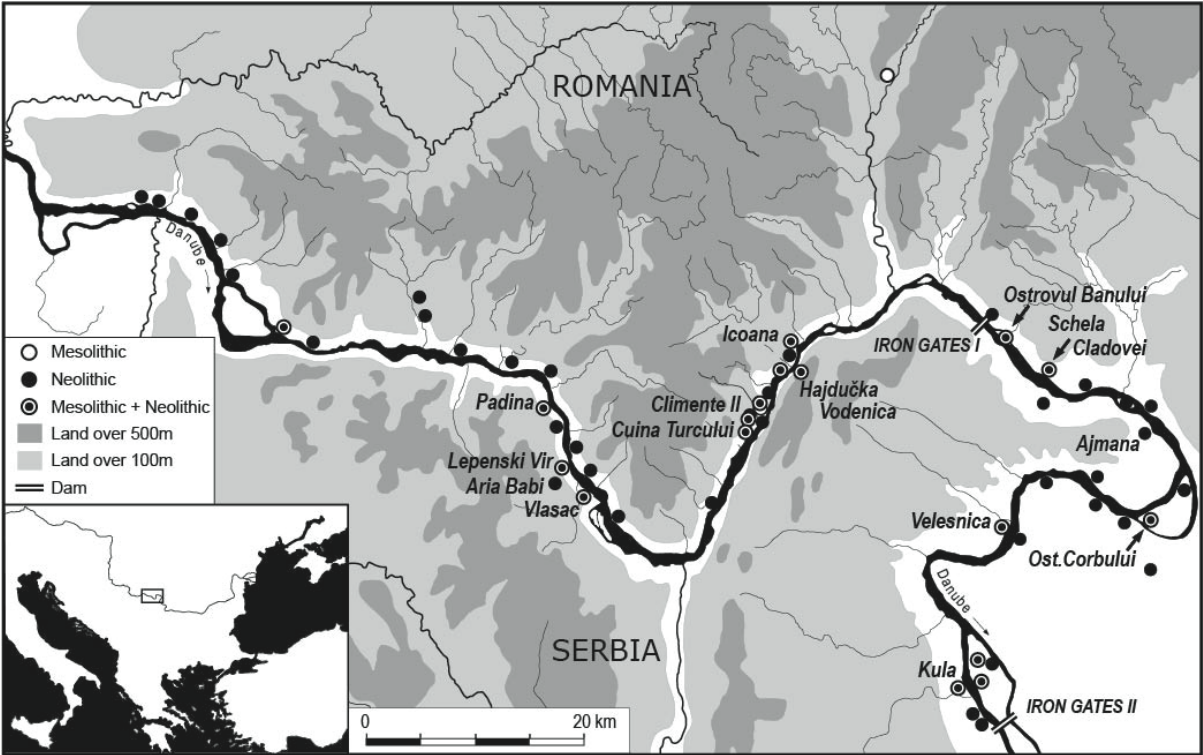 ROMANIA
Danube
Ostrovul Banului
Schela
Cladovei
IRON GATES I
Icoana
Hajdučka
Vodenica
Climente II
Cuina Turcului
Padina
Lepenski Vir
Aria Babi
Vlasac
Ajmana
Velesnica
Ost.Corbului
Danube
Kula
IRON GATES II
SERBIA
Mesolithic
Neolithic
Mesolithic + Neolithic
Land over 500m
Land over 100m
Dam
0
20 km